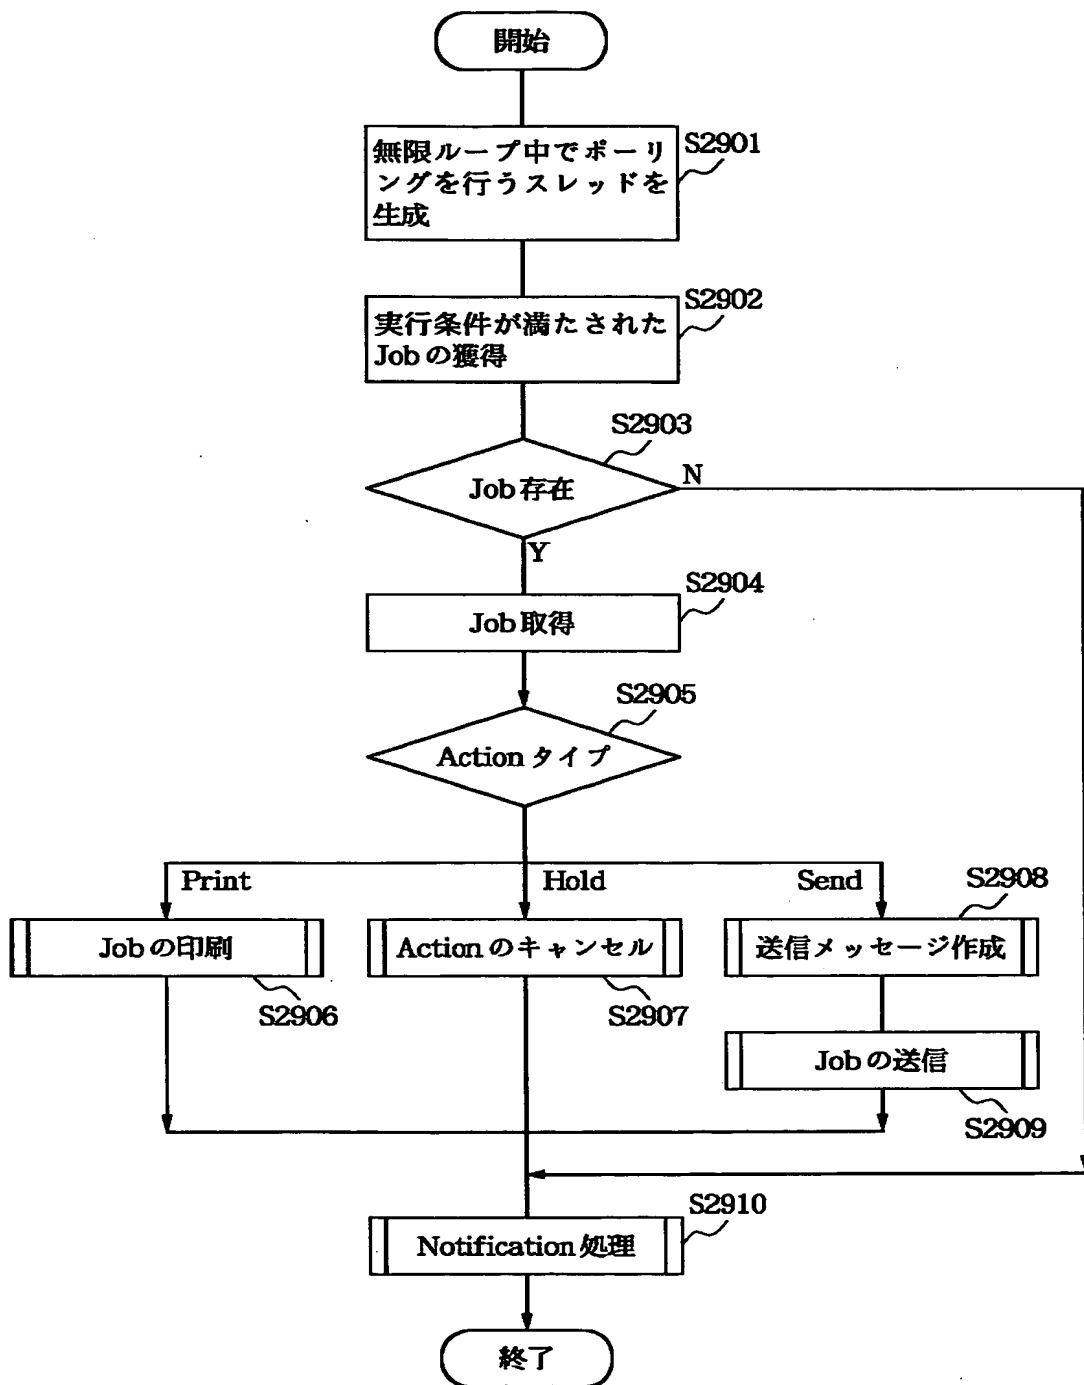 開始
S2901
無限ループ中でポーリ
ングを行うスレッドを
生成
S2902
実行条件が満たされた
Jobの獲得
S2903
Job存在
N
Y
S2904
Job取得
S2905
Actionタイプ
Print
Hold
Send
S2908
Jobの印刷
Actionのキャンセル
送信メッセージ作成
S2906
S2907
Jobの送信
S2909
S2910
Notification処理
終了